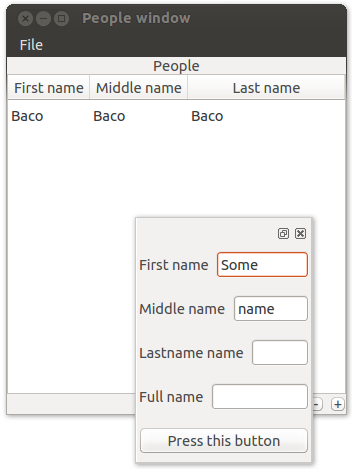 People window
File
People
First name Middle name Last name
Baco Baco Baco
First name Some
Middle name name
Lastname name
Full name
Press this button
- +